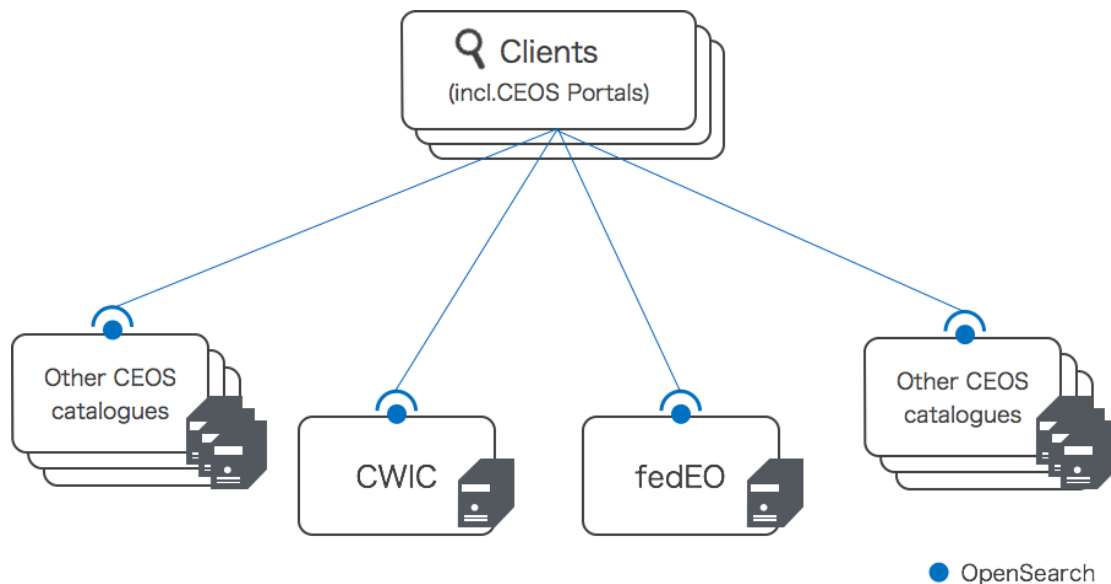 Clients
(incl.CEOS Portals)
Other CEOS
catalogues
CWIC
fedEO
Other CEOS
catalogues
OpenSearch